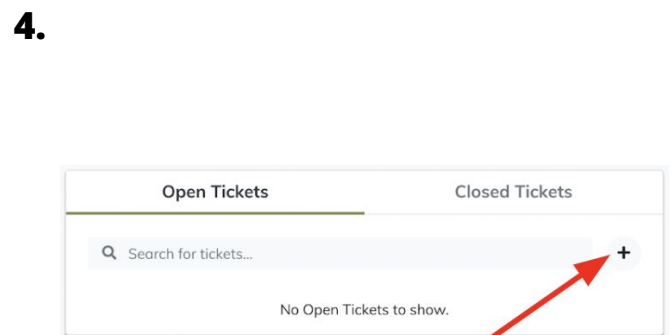 4.
Open Tickets Closed Tickets
Search for tickets...
+
No Open Tickets to show.